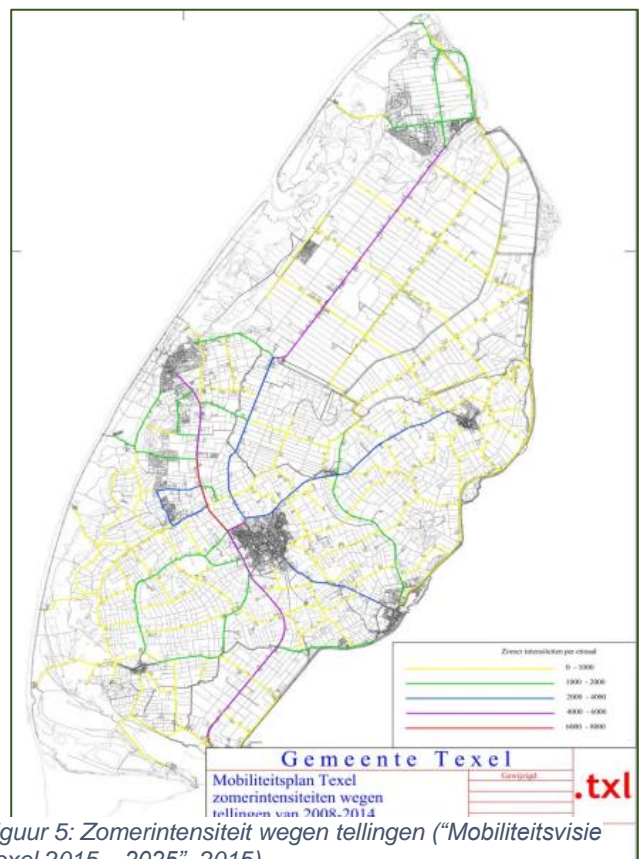 Zomer intensiteiten per etmaal
0 - 1000
1000 - 2000
2000 - 4000
4000 - 6000
6000 - 8000
Gemeente Texel
Mobiliteitsplan Texel
zomerintensiteiten wegen
tellingen van 2008-2014
Gewijzigd
.txl
iguur 5: Zomerintensiteit wegen tellingen ("Mobiliteitsvisie
exel 2015 – 2025", 2015)